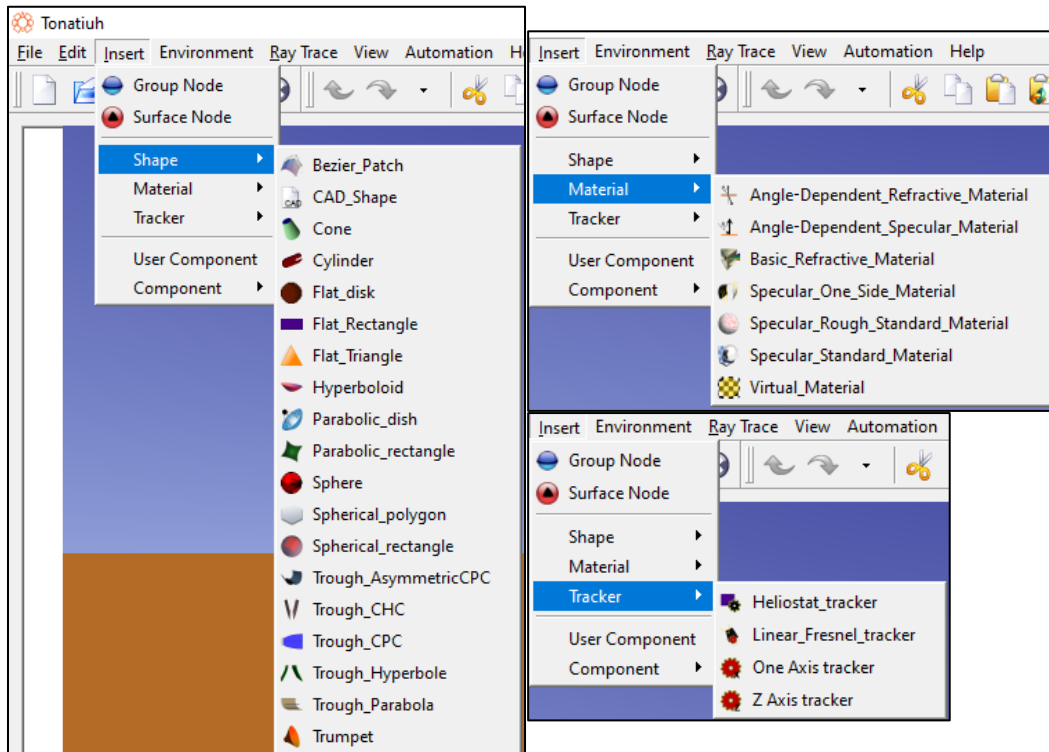 Tonatiuh
File Edit Insert Environment Ray Trace View Automation
Group Node
Surface Node
Shape
Material
Tracker
User Component
Component
Bezier_Patch
CAD_Shape
Cone
Cylinder
Flat_disk
Flat_Rectangle
Flat_Triangle
Hyperboloid
Parabolic_dish
Parabolic_rectangle
Sphere
Spherical_polygon
Spherical_rectangle
Trough_AsymmetricCPC
Trough_CHC
Trough_CPC
Trough_Hyperbole
Trough_Parabola
Trumpet
Insert Environment Ray Trace View Automation Help
Group Node
Surface Node
Shape
Material
Tracker
User Component
Component
Angle-Dependent_Refractive_Material
Angle-Dependent_Specular_Material
Basic_Refractive_Material
Specular_One_Side_Material
Specular_Rough_Standard_Material
Specular_Standard_Material
Virtual_Material
Insert Environment Ray Trace View Automation
Group Node
Surface Node
Shape
Material
Tracker
User Component
Component
Heliostat_tracker
Linear_Fresnel_tracker
One Axis tracker
Z Axis tracker